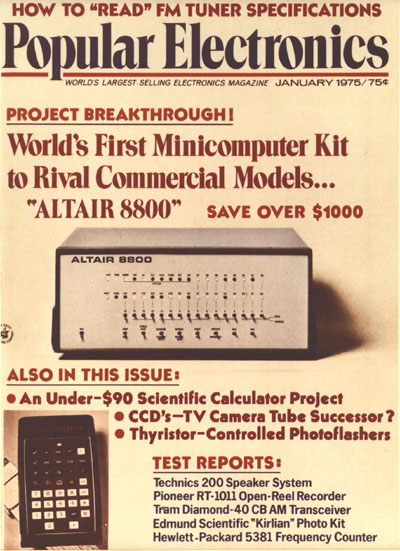 HOW TO "READ" FM TUNER SPECIFICATIONS
Popular Electronics
WORLD'S LARGEST-SELLING ELECTRONICS MAGAZINE JANUARY 1975/75¢
PROJECT BREAKTHROUGH!
World's First Minicomputer Kit
to Rival Commercial Models...
"ALTAIR 8800" SAVE OVER $1000
ALTAIR 8800
ALSO IN THIS ISSUE:
● An Under-$90 Scientific Calculator Project
● CCD's—TV Camera Tube Successor?
● Thyristor-Controlled Photoflashers
TEST REPORTS:
Technics 200 Speaker System
Pioneer RT-1011 Open-Reel Recorder
Tram Diamond-40 CB AM Transceiver
Edmund Scientific "Kirlian" Photo Kit
Hewlett-Packard 5381 Frequency Counter